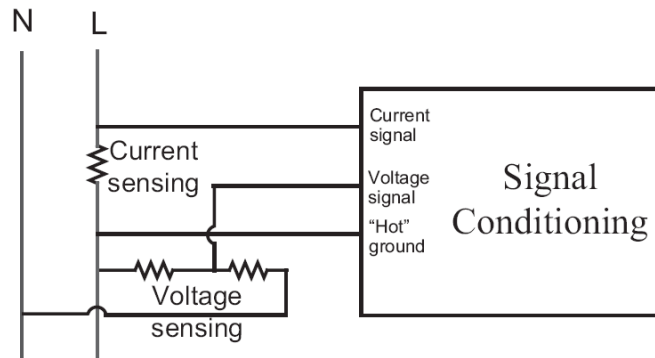 N L
Current
signal
Current
sensing
Voltage
signal
Signal
Conditioning
“Hot”
ground
Voltage
sensing